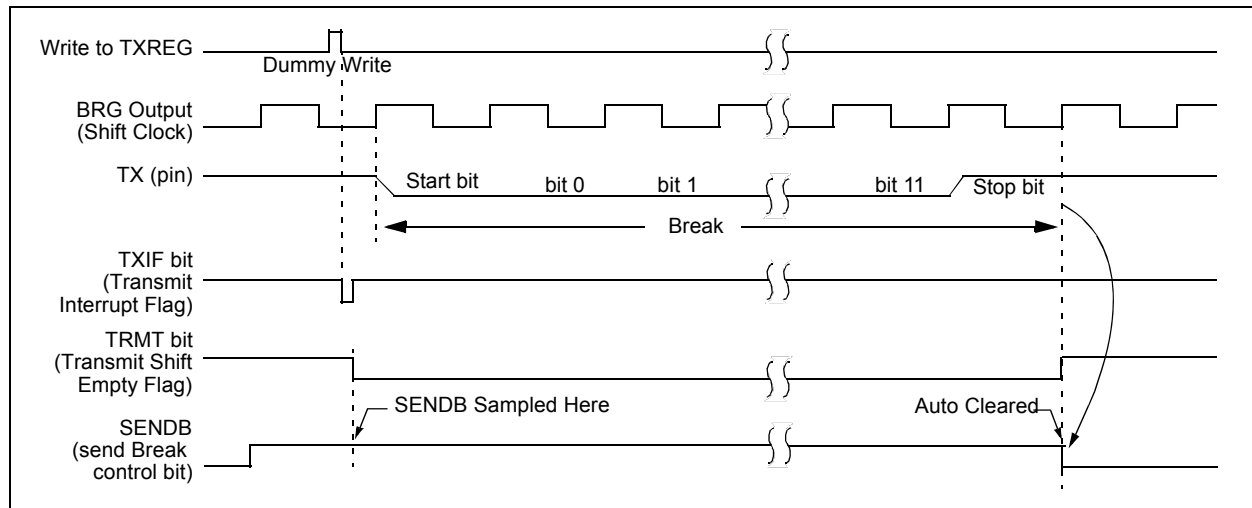 Write to TXREG
Dummy Write
BRG Output
(Shift Clock)
TX (pin)
Start bit
bit 0
bit 1
bit 11
Stop bit
Break
TXIF bit
(Transmit
Interrupt Flag)
TRMT bit
(Transmit Shift
Empty Flag)
SENDB Sampled Here
Auto Cleared
SENDB
(send Break
control bit)